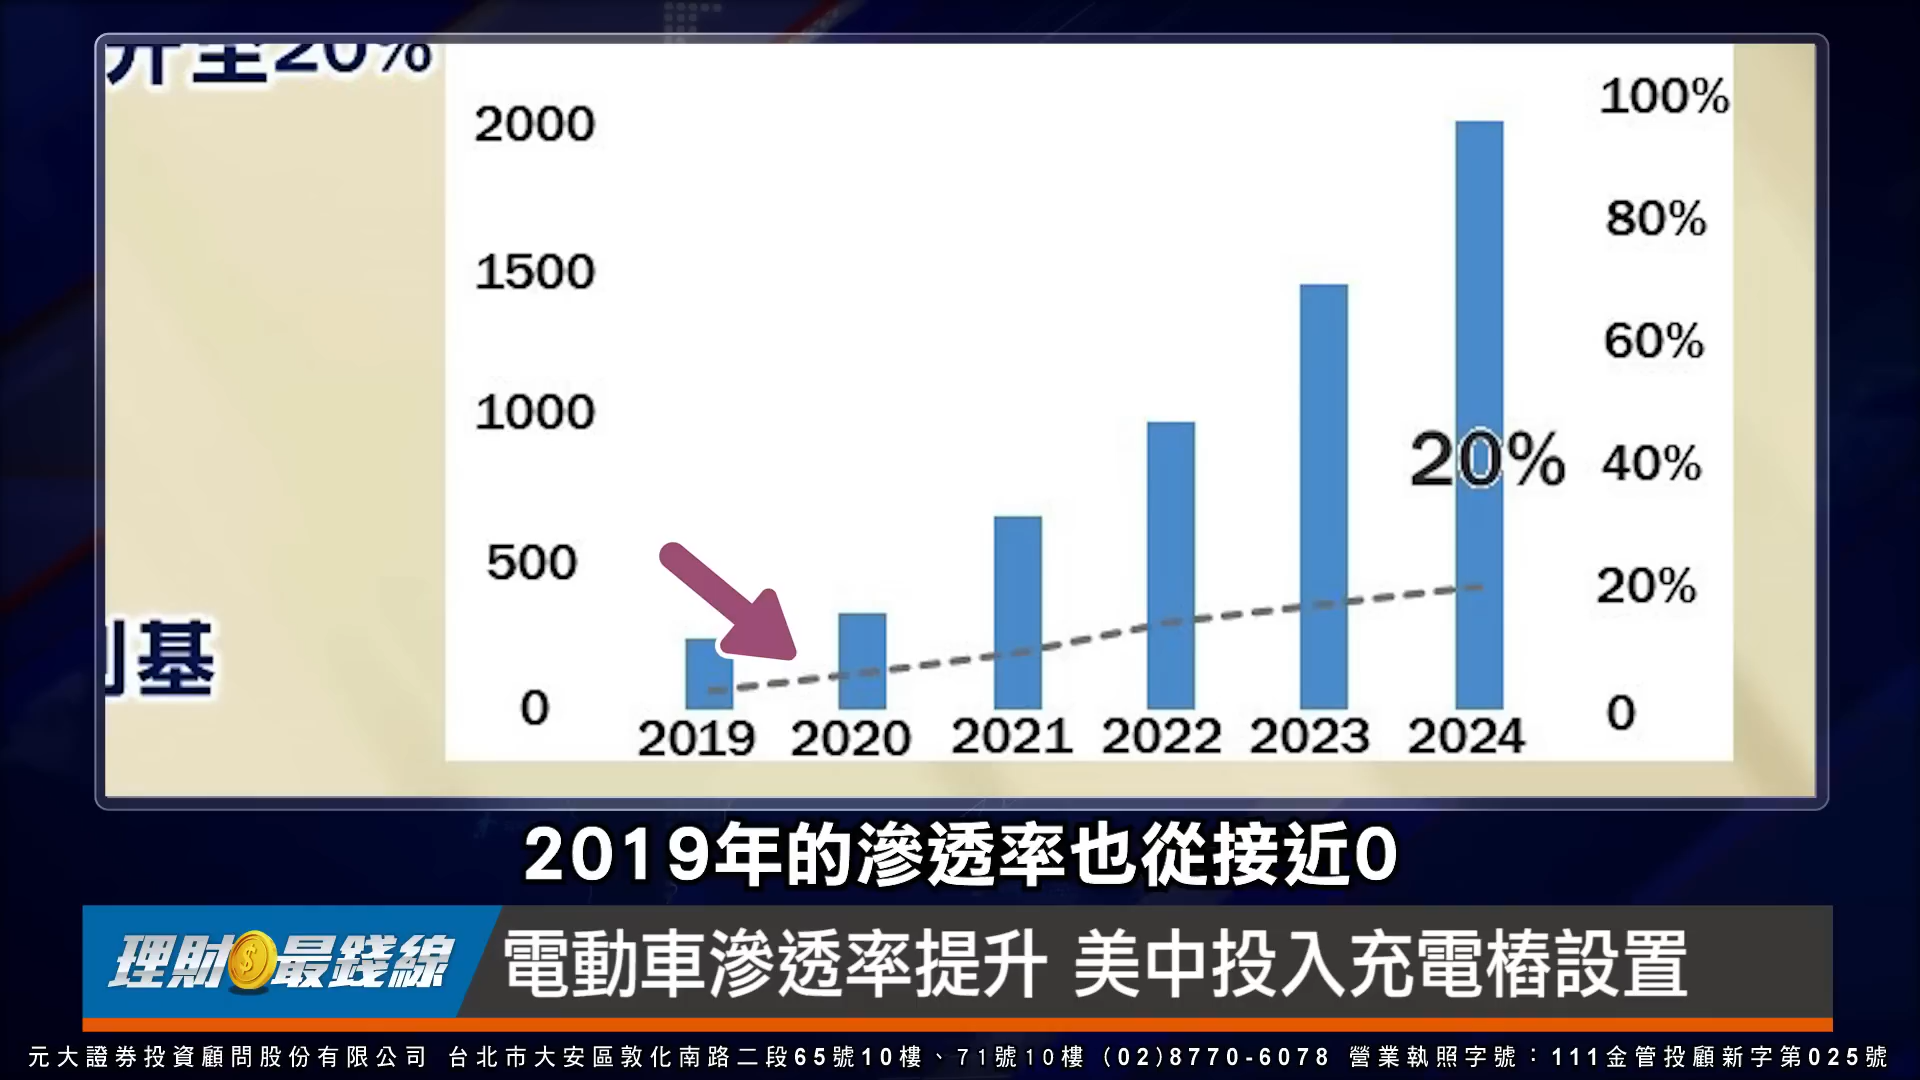 升至20%
2000
1500
1000
500
0
100%
80%
60%
40%
20%
0
20%
2019 2020 2021 2022 2023 2024
基
2019年的滲透率也從接近0
理財最錢線
電動車滲透率提升 美中投入充電樁設置
元大證券投資顧問股份有限公司 台北市大安區敦化南路二段65號10樓、71號10樓 (02)8770-6078 營業執照字號：111金管投顧新字第025號